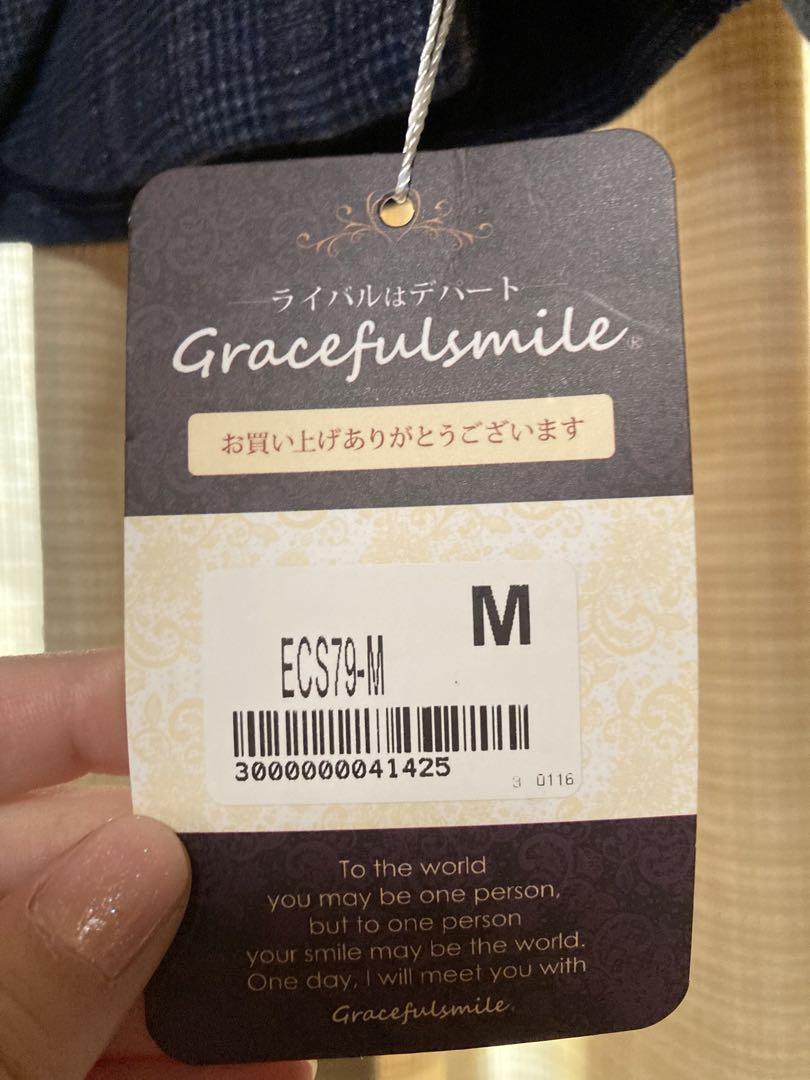 ライバルはデパート
Gracefulsmile®
お買い上げありがとうございます
M
ECS79-M
3000000041425
3 0116
To the world
you may be one person,
but to one person
your smile may be the world.
One day, I will meet you with
Gracefulsmile®